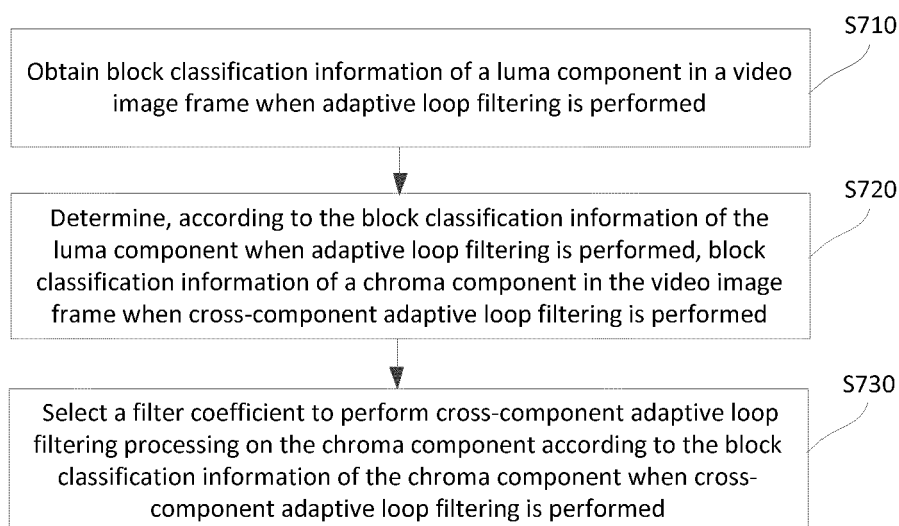 S710
Obtain block classification information of a luma component in a video
image frame when adaptive loop filtering is performed
S720
Determine, according to the block classification information of the
luma component when adaptive loop filtering is performed, block
classification information of a chroma component in the video image
frame when cross-component adaptive loop filtering is performed
S730
Select a filter coefficient to perform cross-component adaptive loop
filtering processing on the chroma component according to the block
classification information of the chroma component when cross-
component adaptive loop filtering is performed